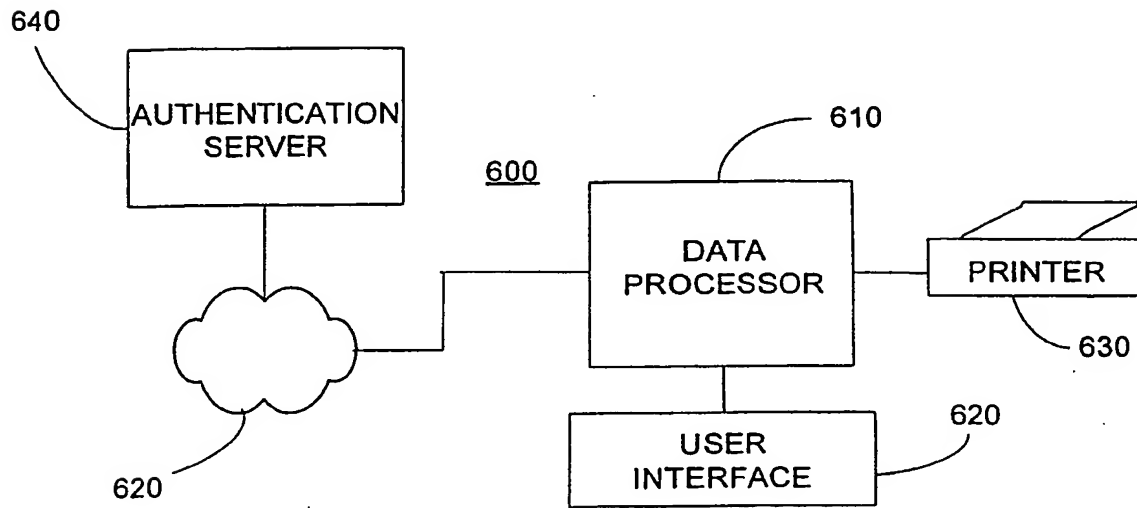 640
AUTHENTICATION
SERVER
600
610
DATA
PROCESSOR
PRINTER
630
620
USER
INTERFACE
620